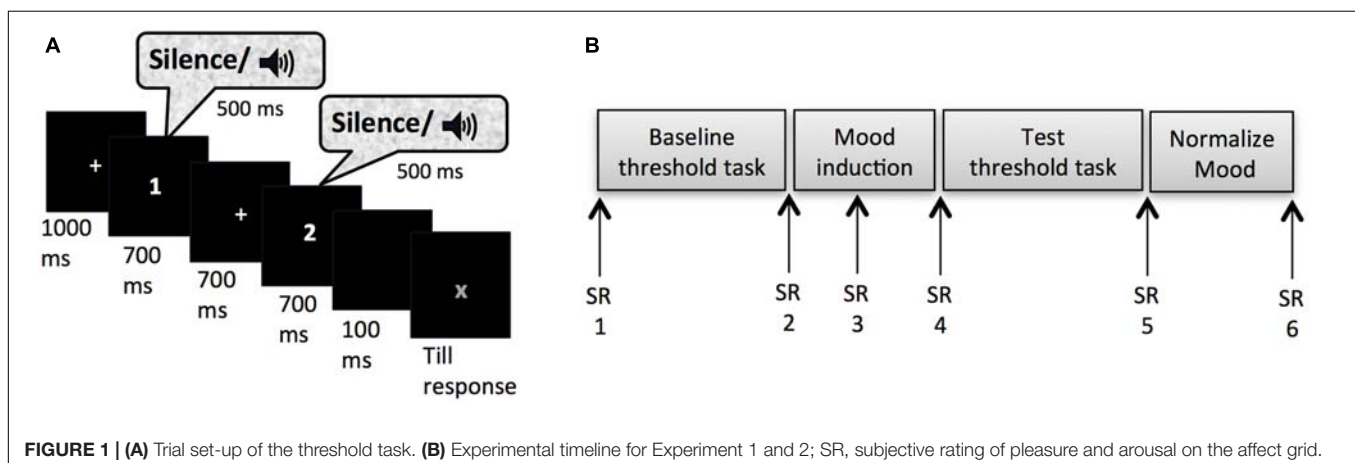 A
Silence/
500 ms
Silence/
500 ms
+
1000
ms
1
700
ms
+
700
ms
2
700
ms
100
ms
x
Till
response
B
Baseline
threshold task
Mood
induction
Test
threshold task
Normalize
Mood
SR
1
SR
2
SR
3
SR
4
SR
5
SR
6
FIGURE 1 | (A) Trial set-up of the threshold task. (B) Experimental timeline for Experiment 1 and 2; SR, subjective rating of pleasure and arousal on the affect grid.